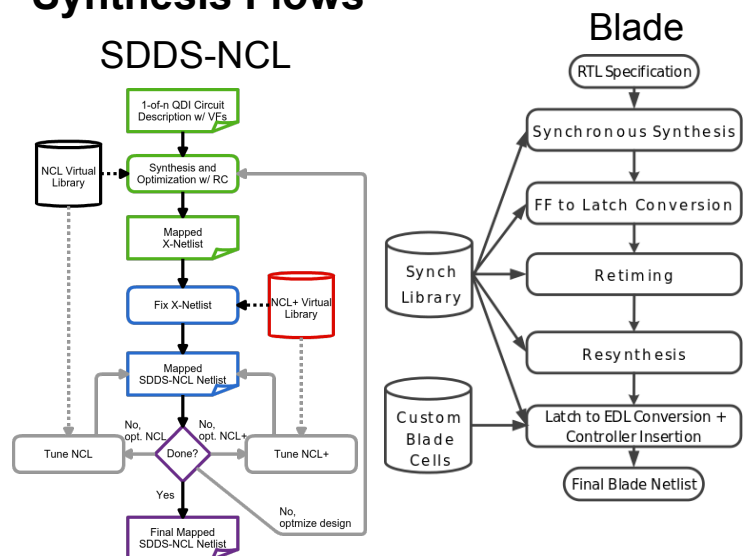 Synthesis Flows
SDDS-NCL
1-of-n QDI Circuit
Description w/ VFs
NCL Virtual
Library
Synthesis and
Optimization w/ RC
Mapped
X-Netlist
Fix X-Netlist
NCL+ Virtual
Library
Mapped
SDDS-NCL Netlist
No,
opt. NCL
No,
opt. NCL+
Tune NCL
Done?
Tune NCL+
Yes
No,
optmize design
Final Mapped
SDDS-NCL Netlist
Blade
RTL Specification
Synchronous Synthesis
FF to Latch Conversion
Synch
Library
Retiming
Resynthesis
Custom
Blade
Cells
Latch to EDL Conversion +
Controller Insertion
Final Blade Netlist